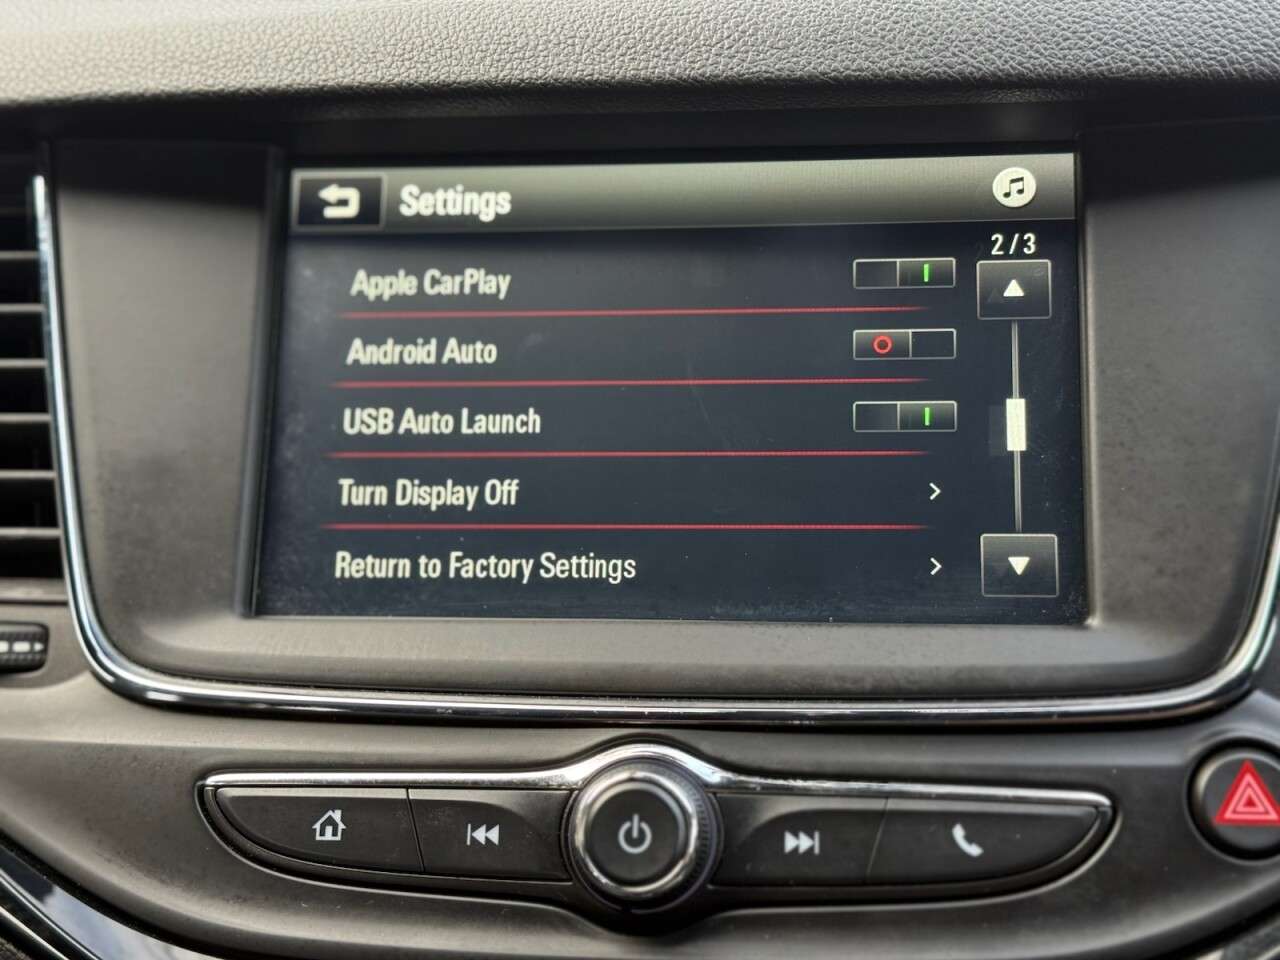 Settings
2/3
Apple CarPlay
Android Auto
USB Auto Launch
Turn Display Off
Return to Factory Settings